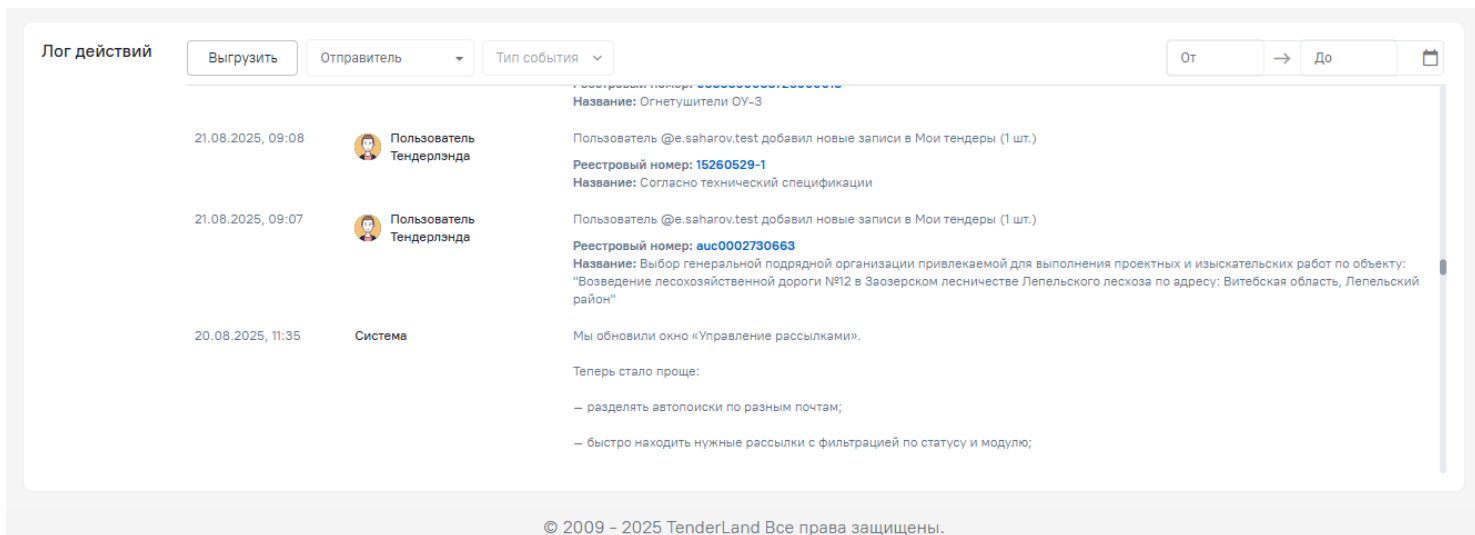 Лог действий
Выгрузить
Отправитель
Тип события
От → До
Название: Огнетушители ОУ-3
21.08.2025, 09:08
Пользователь
Тендерлэнда
Пользователь @e.saharov.test добавил новые записи в Мои тендеры (1 шт.)
Реестровый номер: 15260529-1
Название: Согласно технический спецификации
21.08.2025, 09:07
Пользователь
Тендерлэнда
Пользователь @e.saharov.test добавил новые записи в Мои тендеры (1 шт.)
Реестровый номер: auc0002730663
Название: Выбор генеральной подрядной организации привлекаемой для выполнения проектных и изыскательских работ по объекту:
"Возведение лесохозяйственной дороги №12 в Заозерском лесничестве Лепельского лесхоза по адресу: Витебская область, Лепельский
район"
20.08.2025, 11:35
Система
Мы обновили окно «Управление рассылками».
Теперь стало проще:
— разделять автопоиски по разным почтам;
— быстро находить нужные рассылки с фильтрацией по статусу и модулю;
© 2009 - 2025 TenderLand Все права защищены.